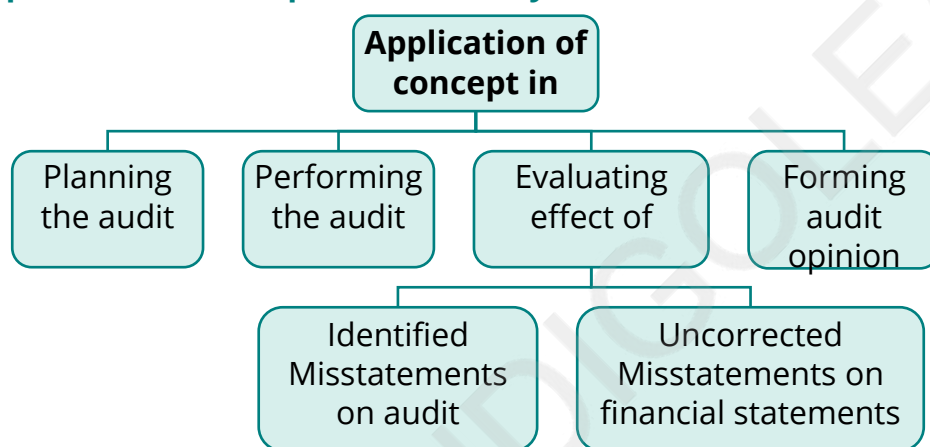 Application of
concept in
Planning
the audit
Performing
the audit
Evaluating
effect of
Forming
audit
opinion
Identified
Misstatements
on audit
Uncorrected
Misstatements on
financial statements